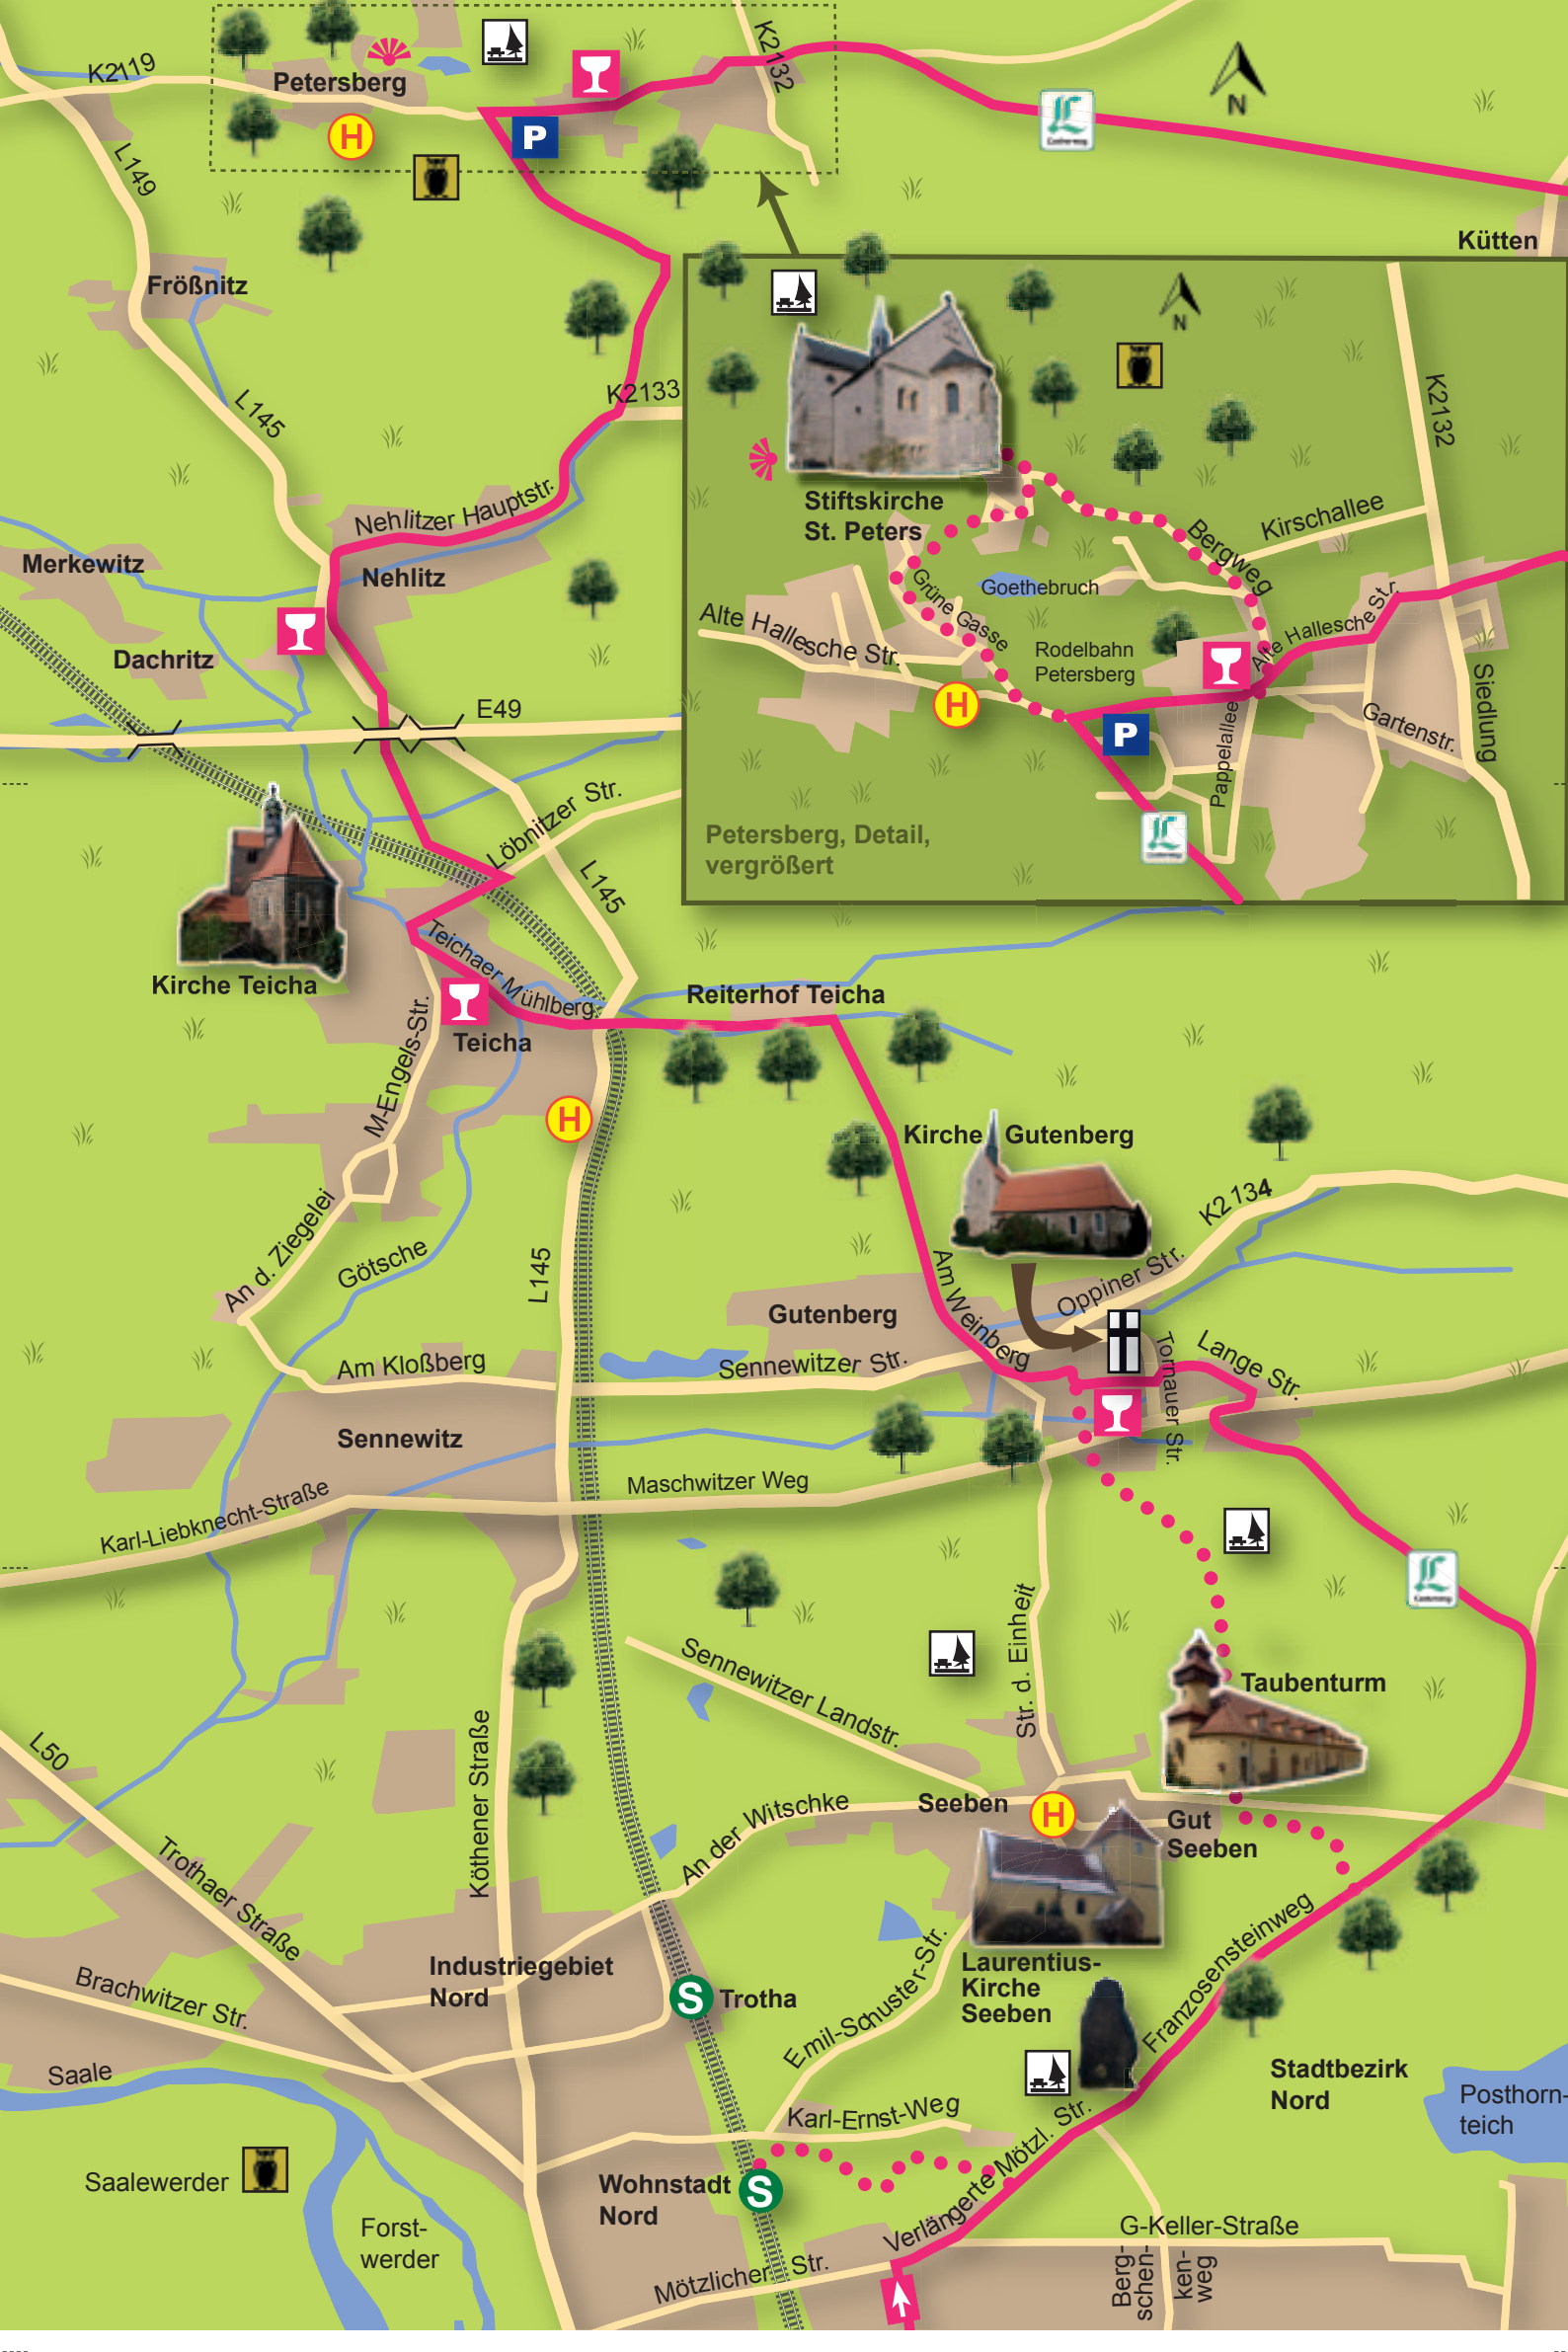 K2119
Petersberg
K2132
H
P
N
L149
Kütten
Frößnitz
N
L145
K2133
K2132
Stiftskirche
St. Peters
Kirschallee
Bergweg
Nehlitzer Hauptstr.
Merkewitz
Nehlitz
Goethebruch
Grüne Gasse
Alte Hallesche Str.
Alte Hallesche Str.
Rodelbahn
Petersberg
Dachritz
Siedlung
H
P
E49
Gartenstr.
Pappelallee
Löbnitzer Str.
Petersberg, Detail,
vergrößert
L145
Teichaer Mühlberg
Kirche Teicha
Reiterhof Teicha
M-Engels-Str.
Teicha
H
Kirche Gutenberg
K2134
An d. Ziegelei
Götsche
L145
Am Weinberg
Oppiner Str.
Gutenberg
Tornauer Str.
Lange Str.
Am Kloßberg
Sennewitzer Str.
Sennewitz
Maschwitzer Weg
Karl-Liebknecht-Straße
Str. d. Einheit
Sennewitzer Landstr.
Taubenturm
L50
Köthener Straße
An der Witschke
Seeben
H
Gut
Seeben
Trothaer Straße
Franzosensteinweg
Industriegebiet
Nord
Emil-Schuster-Str.
Laurentius-
Kirche
Seeben
Brachwitzer Str.
S
Trotha
Saale
Stadtbezirk
Nord
Posthorn-
teich
Karl-Ernst-Weg
Verlängerte Mötzl. Str.
Saalewerder
Wohnstadt
Nord
S
Forst-
werder
G-Keller-Straße
Berg-
schen-
ken-
weg
Mötzlicher Str.